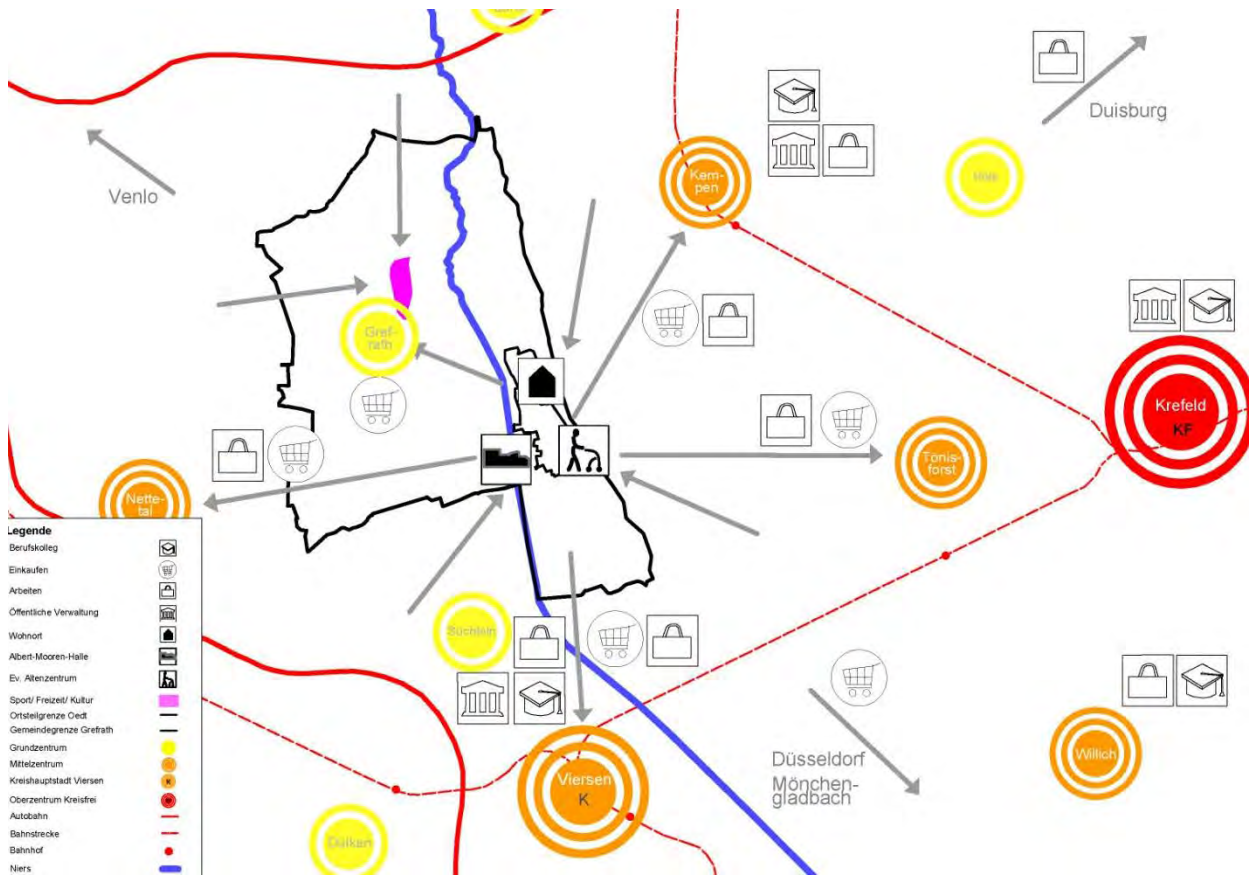 Duisburg
Kem-
pen
Venlo
Gref-
rath
Krefeld
KF
Tönis-
forst
Nette-
tal
Legende
Berufskolleg
Einkaufen
Arbeiten
Öffentliche Verwaltung
Wohnort
Albert-Mooren-Halle
Ev. Altenzentrum
Sport/ Freizeit/ Kultur
Ortsteilgrenze Oedt
Gemeindegrenze Grefrath
Grundzentrum
Mittelzentrum
Kreishauptstadt Viersen
K
Oberzentrum Kreisfrei
Autobahn
Bahnstrecke
Bahnhof
Niers
Süchteln
Viersen
K
Düsseldorf
Mönchen-
gladbach
Willich
Dülken